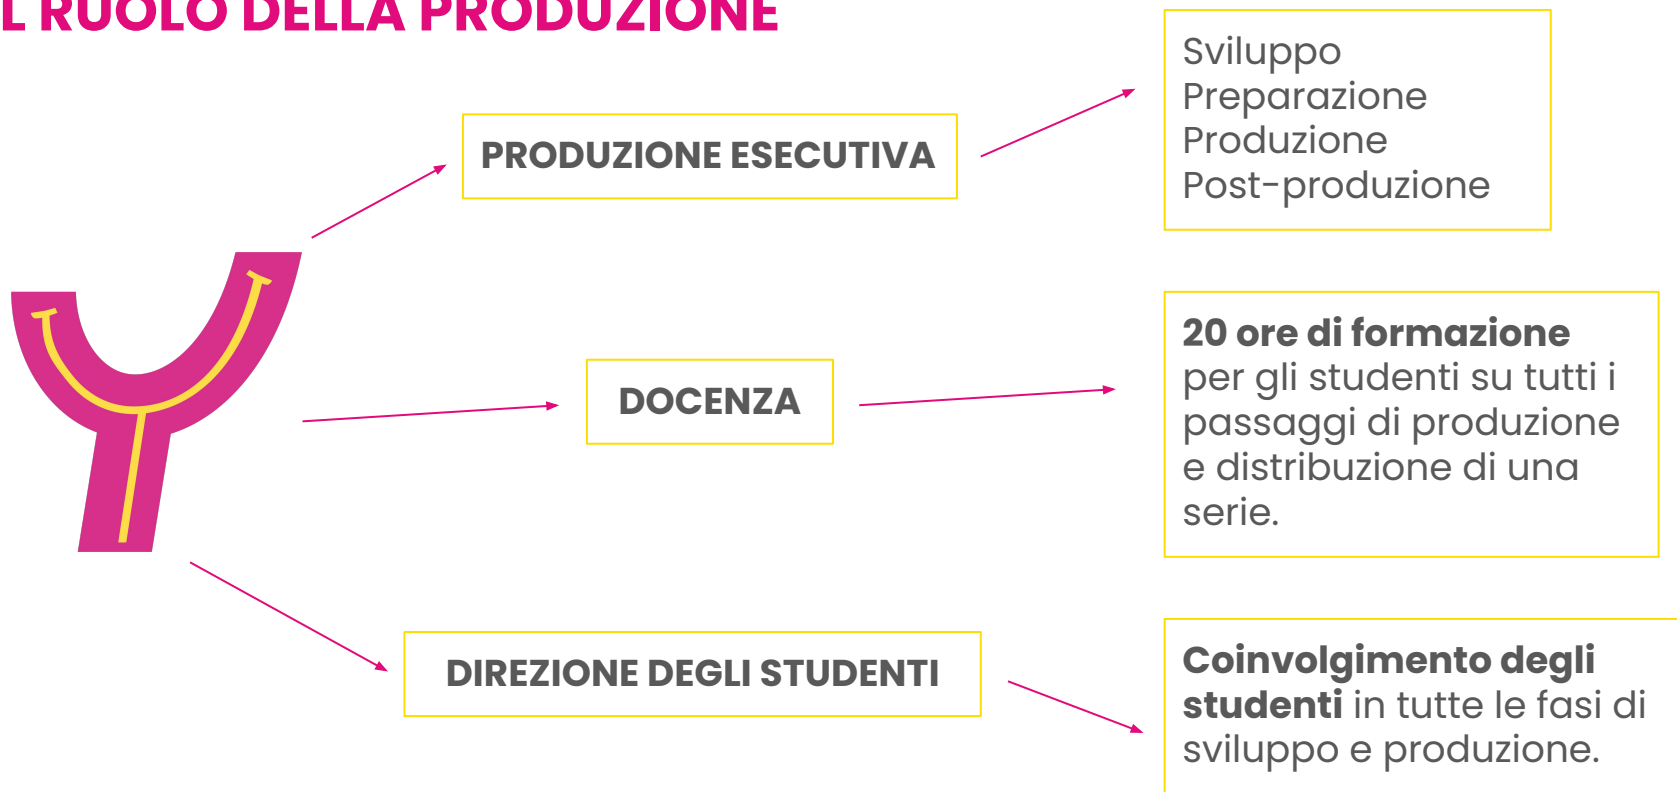 L RUOLO DELLA PRODUZIONE
PRODUZIONE ESECUTIVA
Sviluppo
Preparazione
Produzione
Post-produzione
DOCENZA
20 ore di formazione
per gli studenti su tutti i
passaggi di produzione
e distribuzione di una
serie.
DIREZIONE DEGLI STUDENTI
Coinvolgimento degli
studenti in tutte le fasi di
sviluppo e produzione.